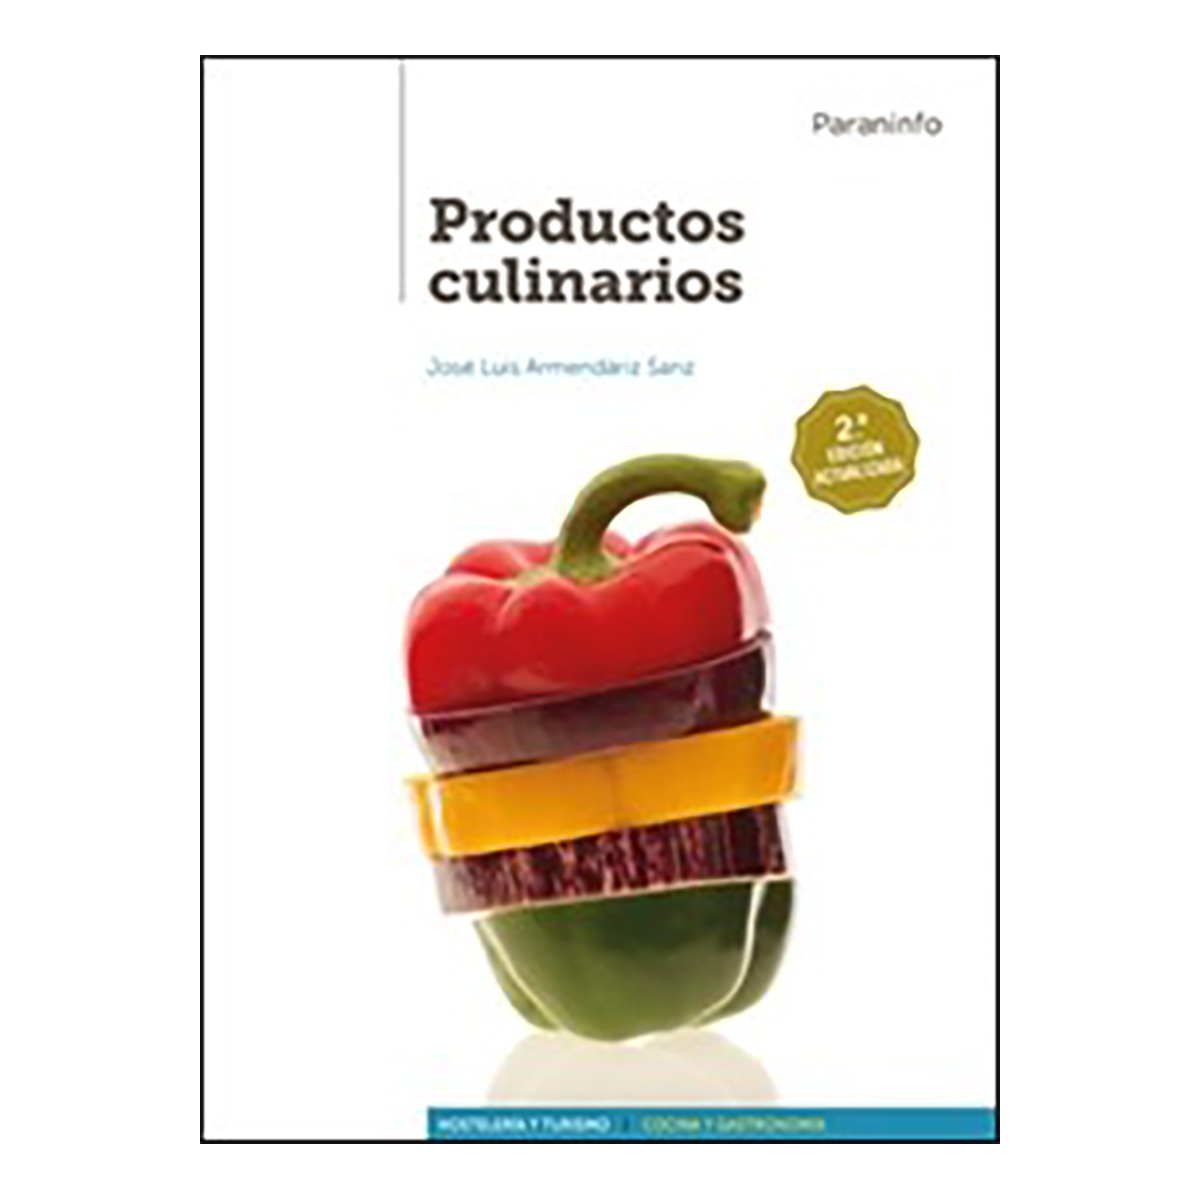 Paraninfo
Productos
culinarios
José Luis Armendáriz Sanz
2.ª
EDICIÓN
ACTUALIZADA
HOSTELERÍA Y TURISMO | COCINA Y GASTRONOMÍA